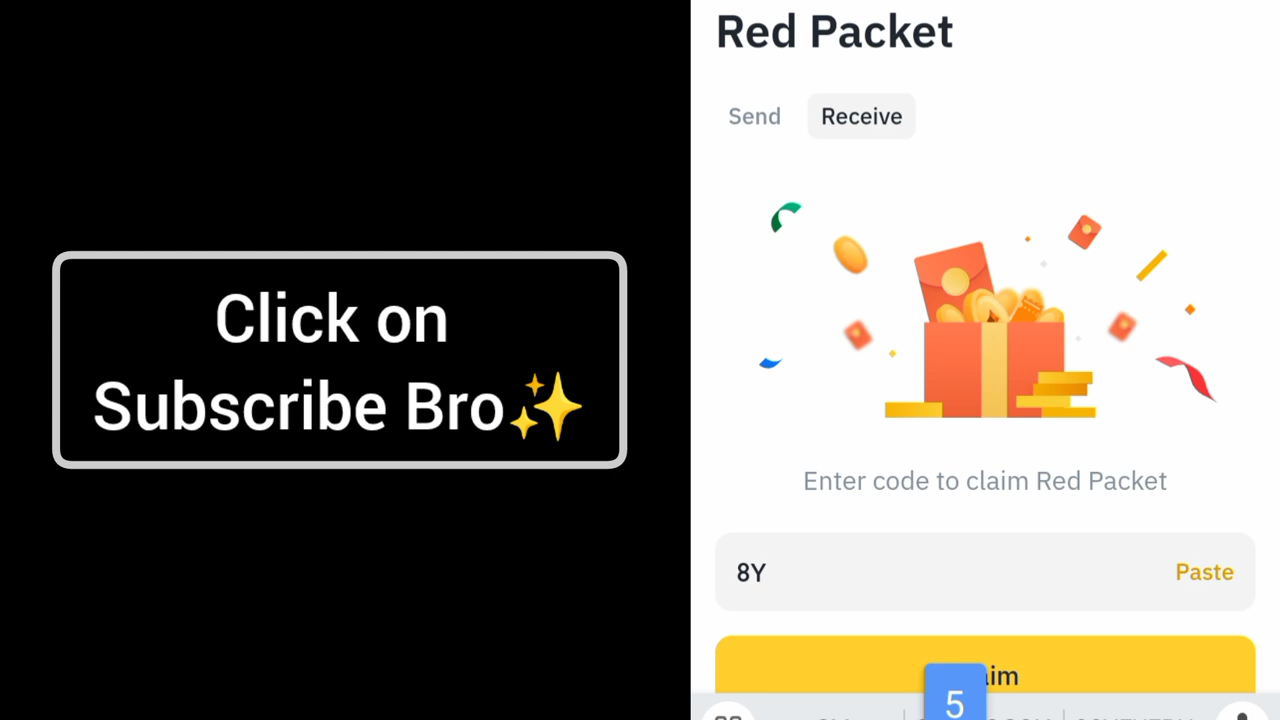 Click on
Subscribe Bro✨
Red Packet
Send
Receive
Enter code to claim Red Packet
8Y
Paste
5